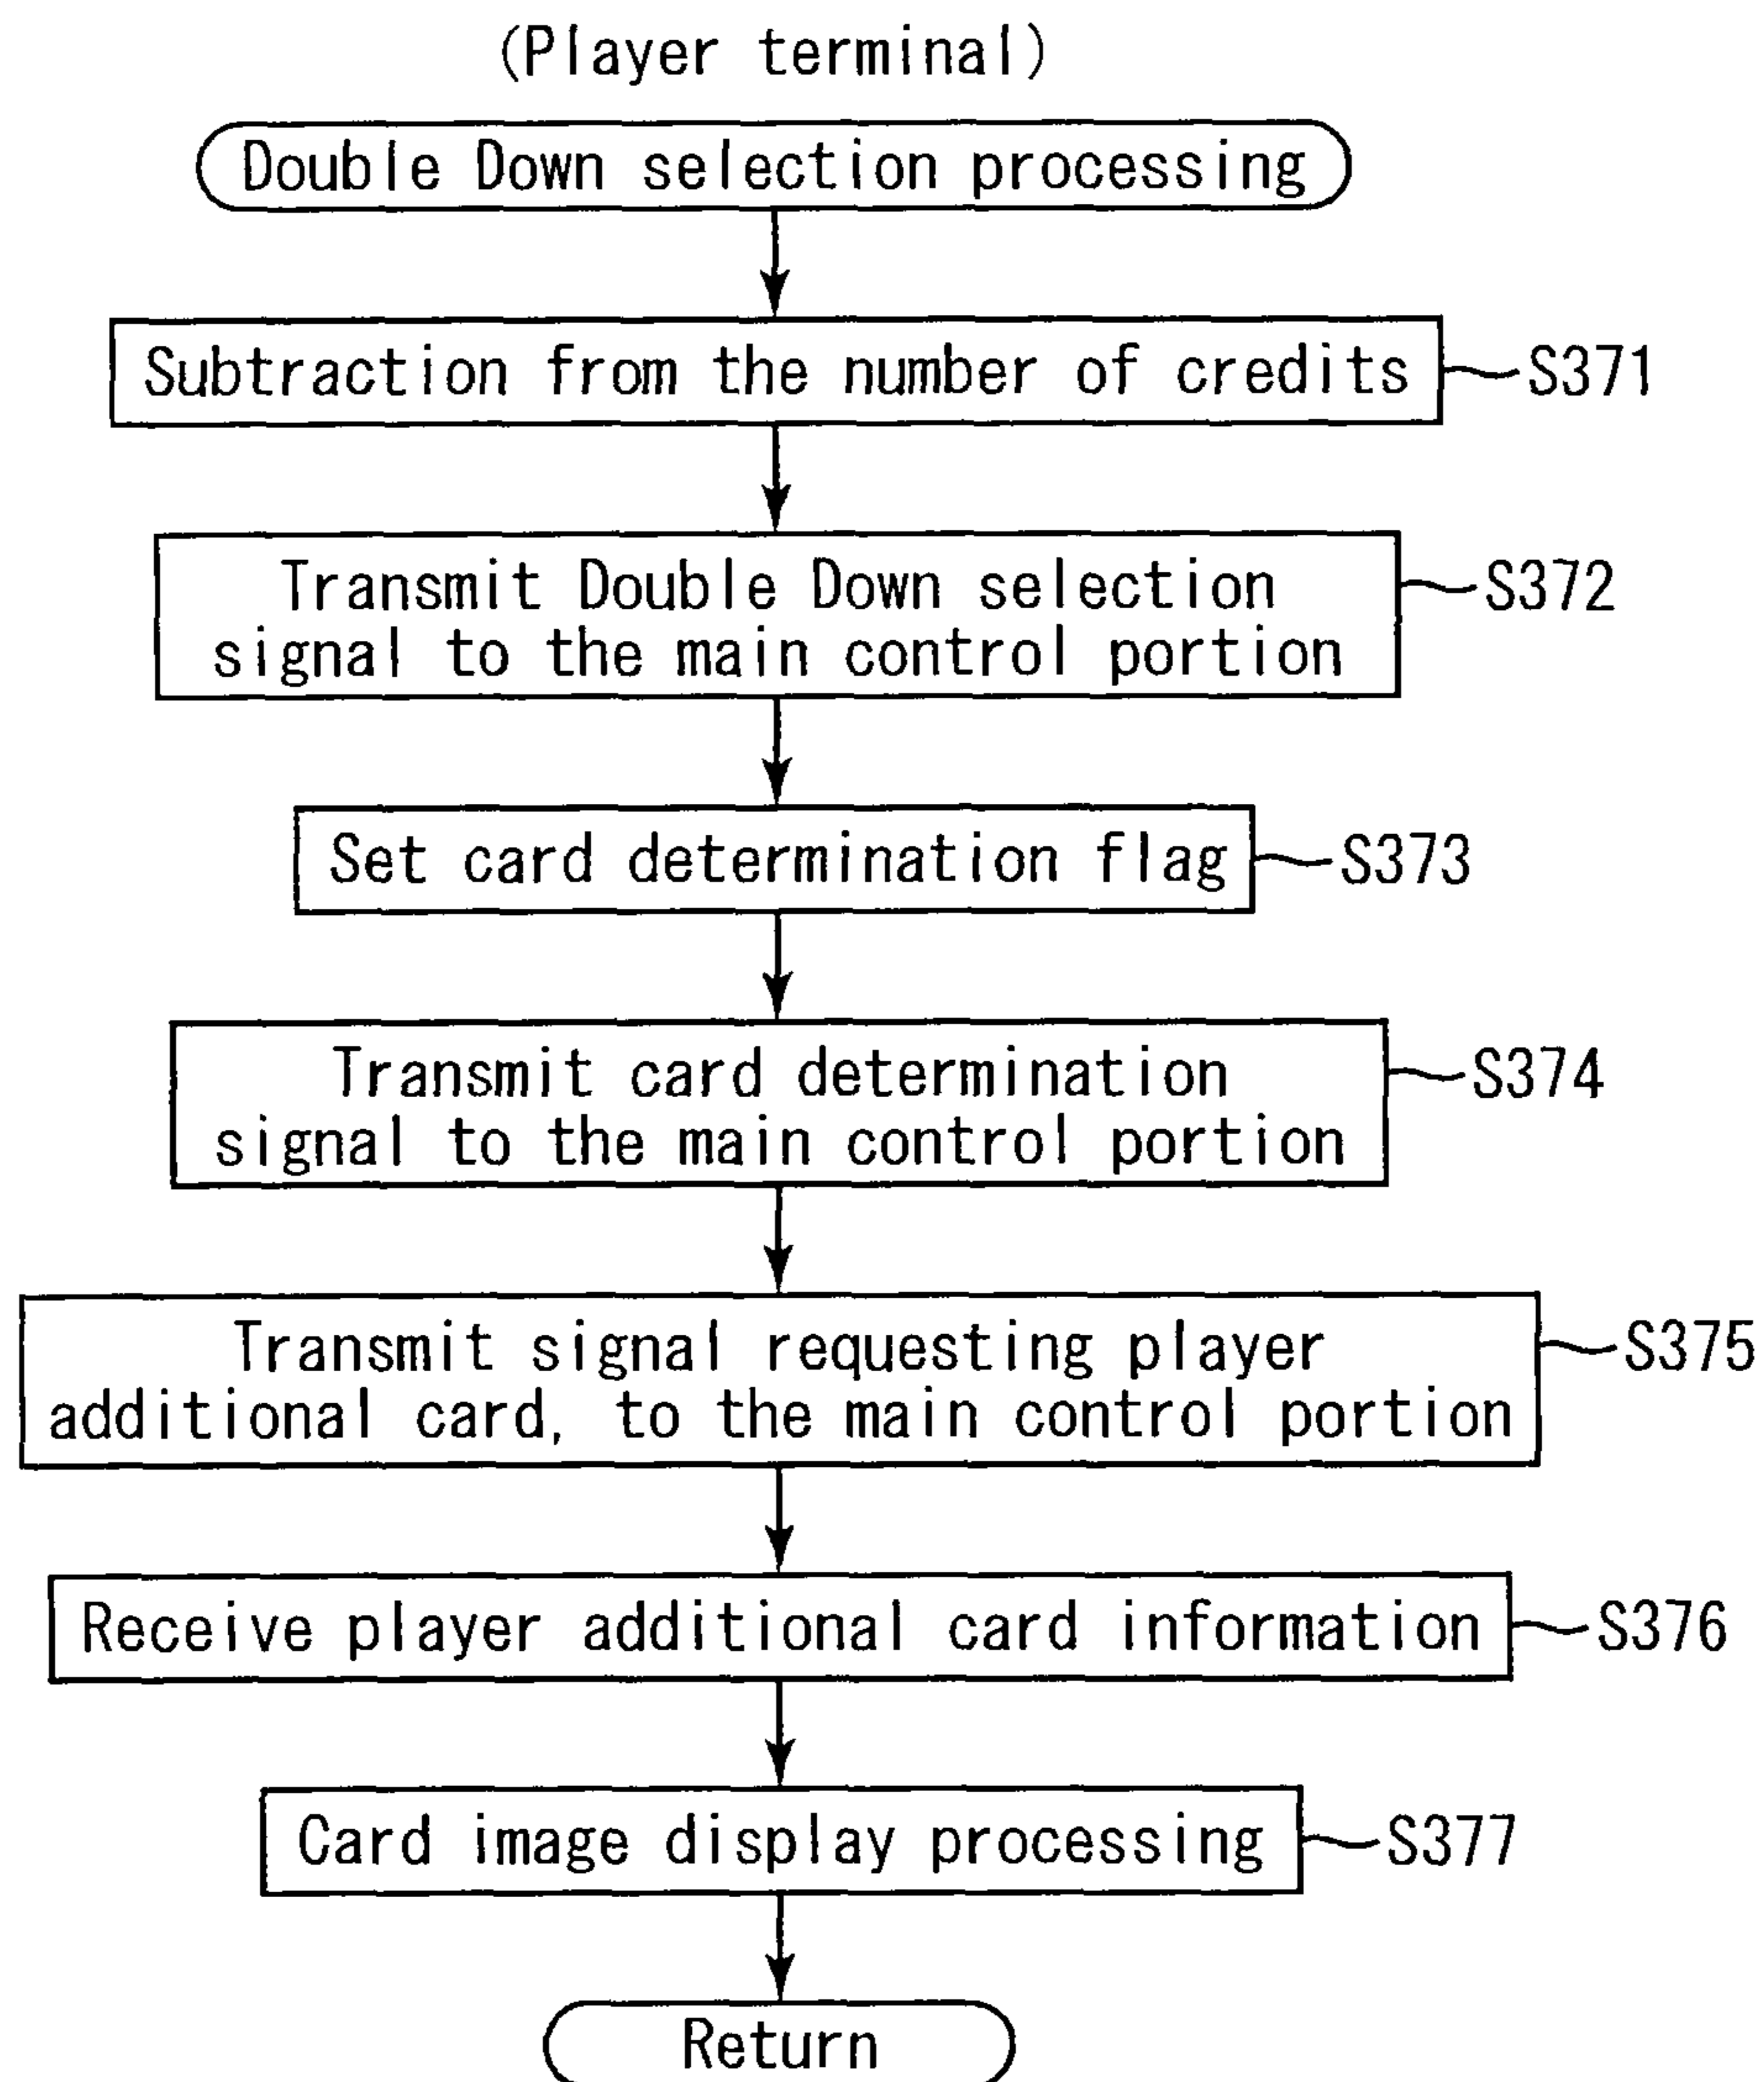 (Player terminal)
Double Down selection processing
Subtraction from the number of credits
S371
Transmit Double Down selection
signal to the main control portion
S372
Set card determination flag
S373
Transmit card determination
signal to the main control portion
S374
Transmit signal requesting player
additional card, to the main control portion
S375
Receive player additional card information
S376
Card image display processing
S377
Return